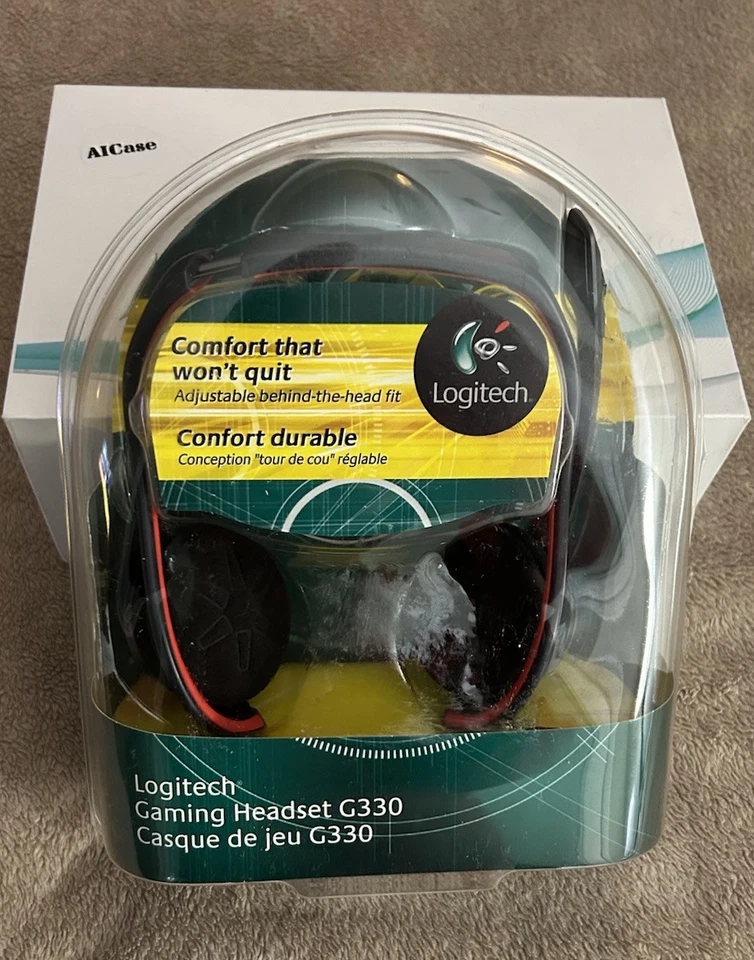 AICase
Comfort that
won't quit
Adjustable behind-the-head fit
Logitech
Confort durable
Conception "tour de cou" réglable
Logitech®
Gaming Headset G330
Casque de jeu G330